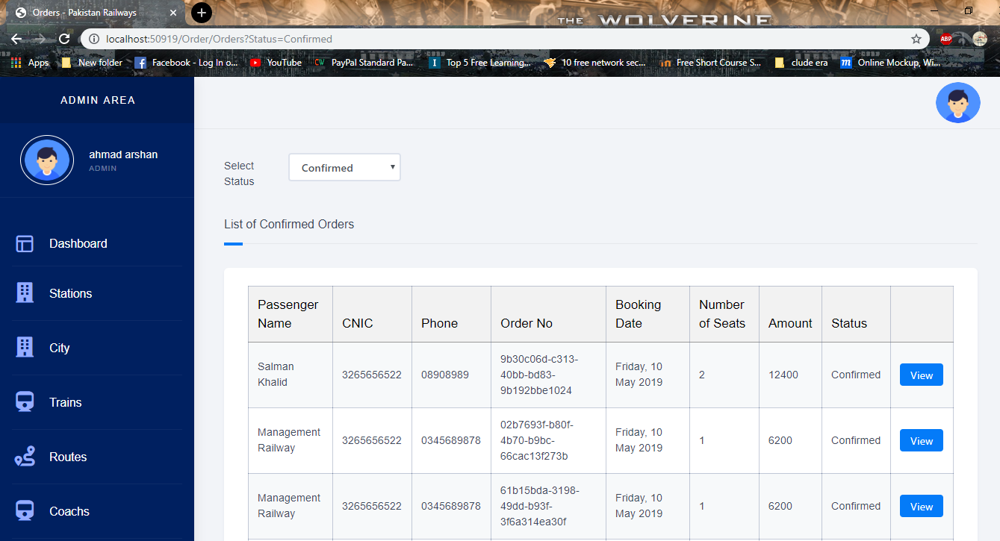 Orders - Pakistan Railways
THE WOLVERINE
localhost:50919/Order/Orders?Status=Confirmed
ABP
Apps
New folder
Facebook - Log In o...
YouTube
CW PayPal Standard Pa...
I Top 5 Free Learning...
10 free network sec...
m Free Short Course S...
clude era
m Online Mockup, Wi...
ADMIN AREA
ahmad arshan
ADMIN
Dashboard
Stations
City
Trains
Routes
Coachs
Select
Status
Confirmed
List of Confirmed Orders
Passenger
Name
CNIC
Phone
Order No
Booking
Date
Number
of Seats
Amount
Status
Salman
Khalid
3265656522
08908989
9b30c06d-c313-
40bb-bd83-
9b192bbe1024
Friday, 10
May 2019
2
12400
Confirmed
View
Management
Railway
3265656522
0345689878
02b7693f-b80f-
4b70-b9bc-
66cac13f273b
Friday, 10
May 2019
1
6200
Confirmed
View
Management
Railway
3265656522
0345689878
61b15bda-3198-
49dd-b93f-
3f6a314ea30f
Friday, 10
May 2019
1
6200
Confirmed
View